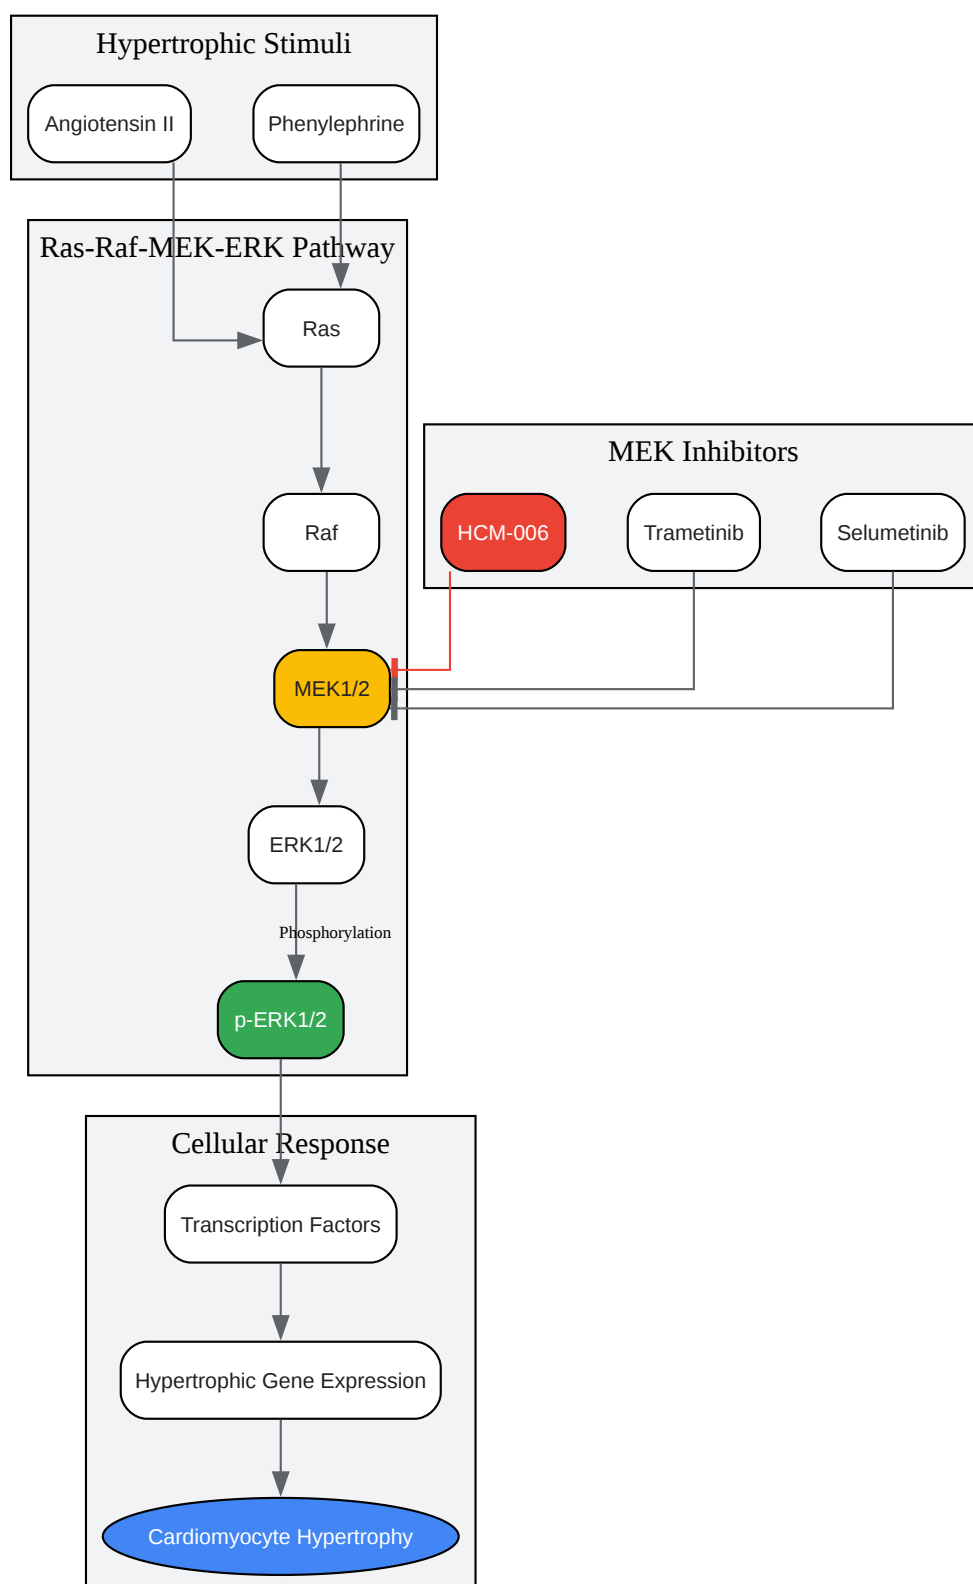 Hypertrophic Stimuli
Angiotensin II
Phenylephrine
Ras-Raf-MEK-ERK Pathway
Ras
MEK Inhibitors
Raf
HCM-006
Trametinib
Selumetinib
MEK1/2
ERK1/2
Phosphorylation
p-ERK1/2
Cellular Response
Transcription Factors
Hypertrophic Gene Expression
Cardiomyocyte Hypertrophy